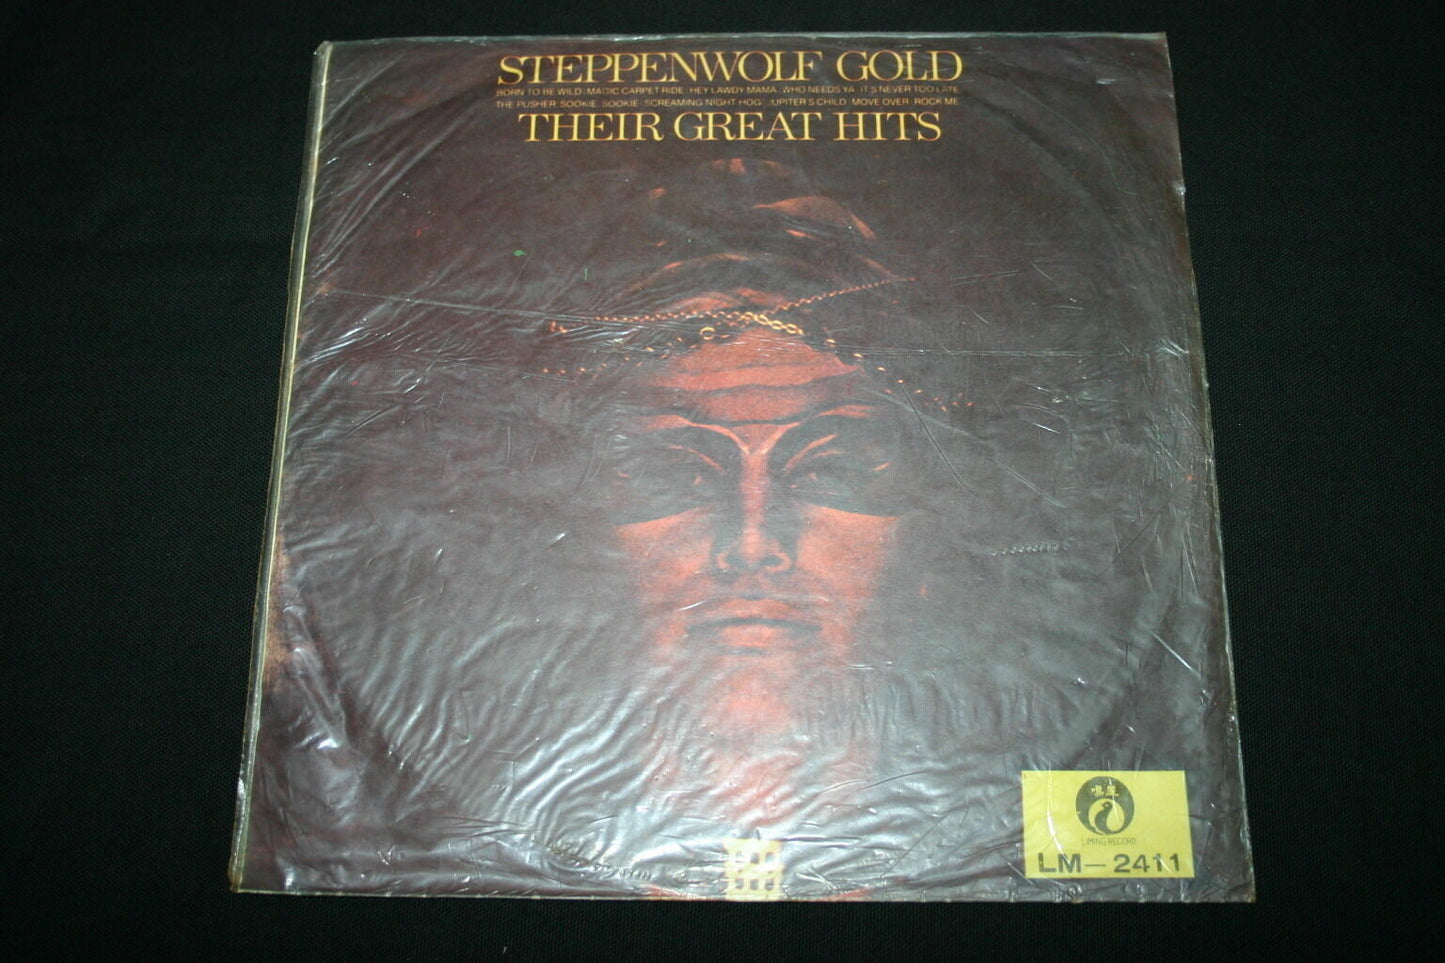 STEPPENWOLF GOLD
BORN TO BE WILD · MAGIC CARPET RIDE · HEY LAWDY MAMA · WHO NEEDS YA · IT'S NEVER TOO LATE
THE PUSHER · SOOKIE, SOOKIE · SCREAMING NIGHT HOG · JUPITER'S CHILD · MOVE OVER · ROCK ME
THEIR GREAT HITS
LIMING RECORD
LM—2411